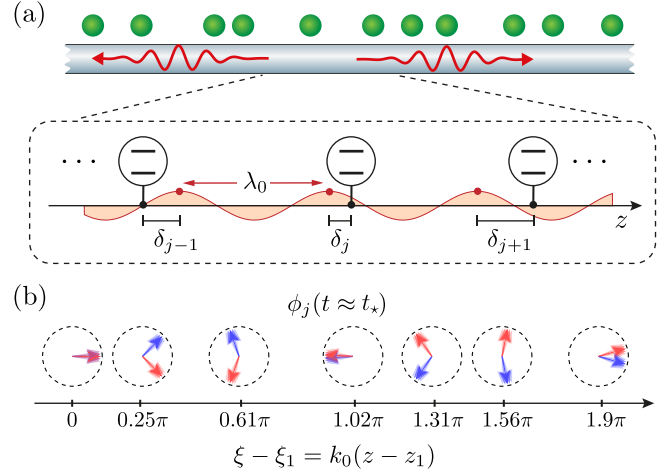 (a)
· · ·
· · ·
λ₀
z
δⱼ₋₁
δⱼ
δⱼ₊₁
(b)
ϕⱼ(t ≈ t⋆)
0
0.25π
0.61π
1.02π
1.31π
1.56π
1.9π
ξ − ξ₁ = k₀(z − z₁)